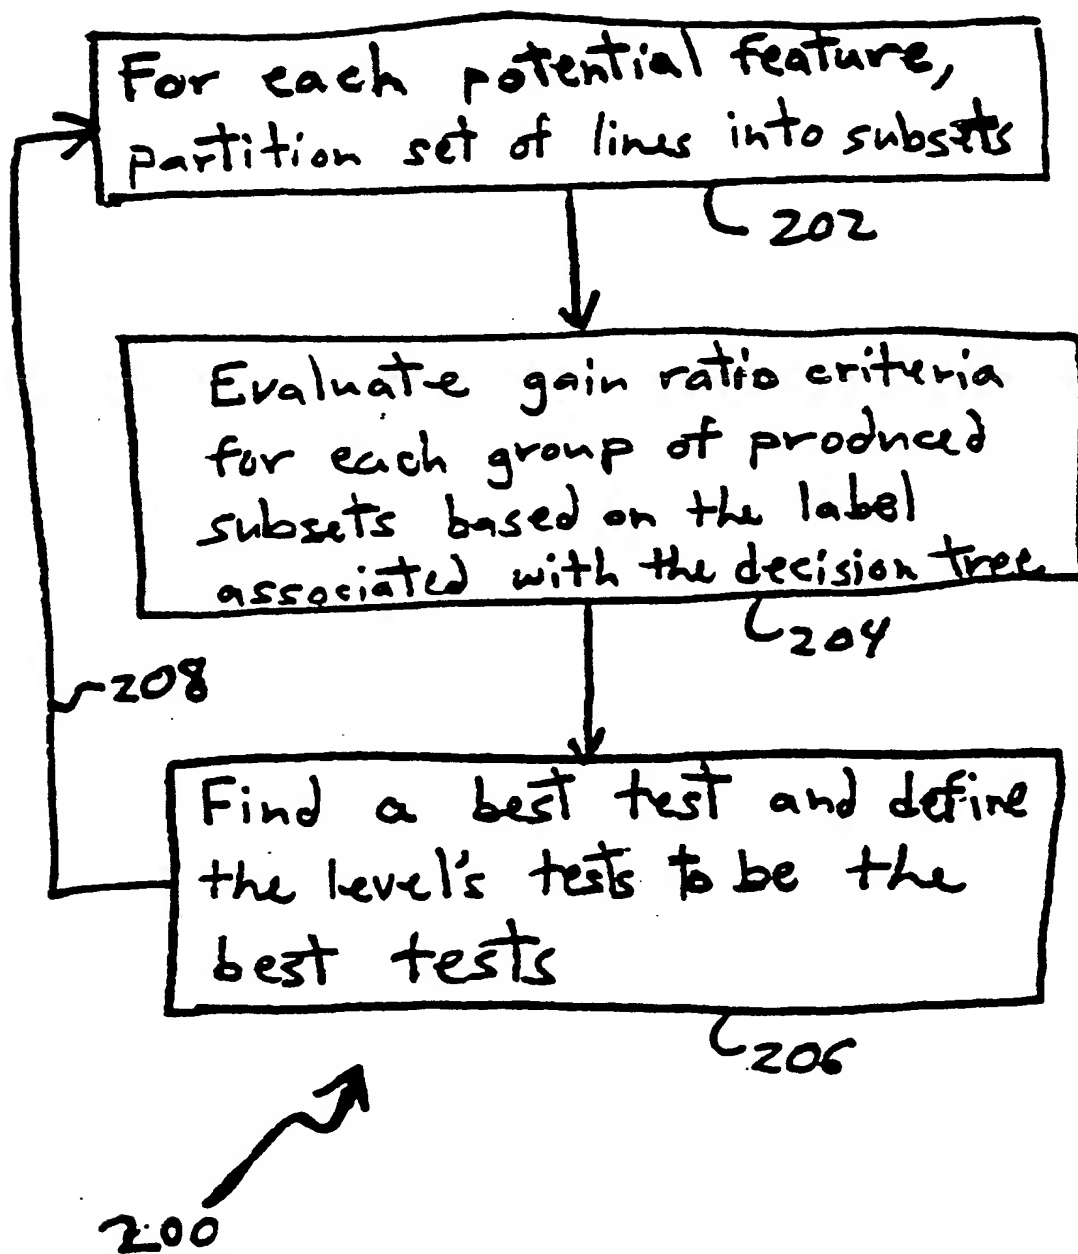 For each potential feature,
partition set of lines into subsets
202
Evaluate gain ratio criteria
for each group of produced
subsets based on the label
associated with the decision tree
204
208
Find a best test and define
the level's tests to be the
best tests
206
200